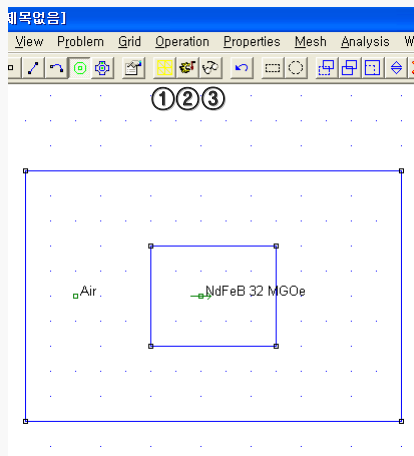 제목없음]
View Problem Grid Operation Properties Mesh Analysis W
①②③
Air
NdFeB 32 MGOe